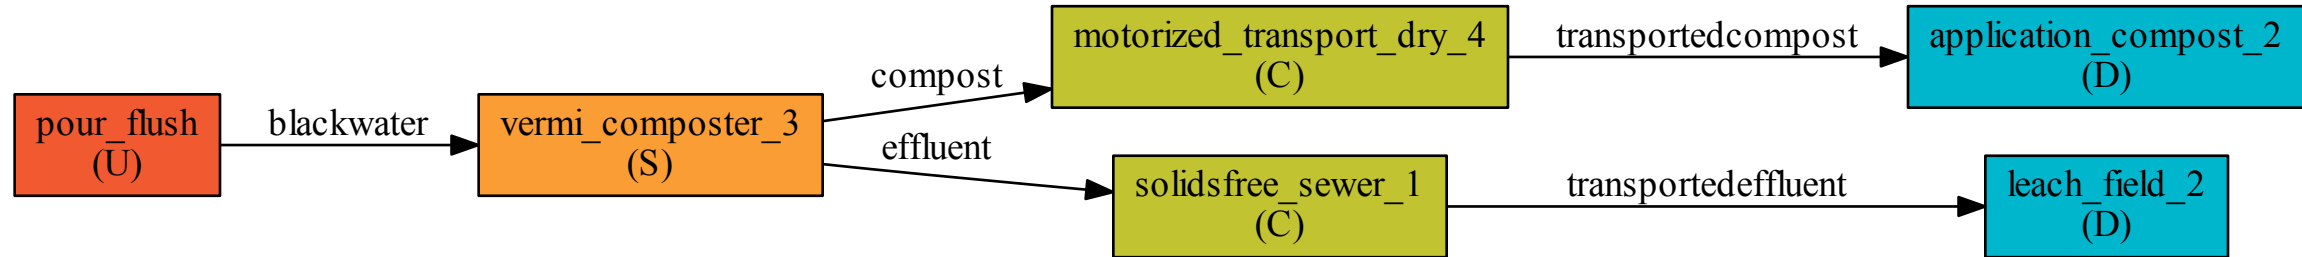 pour_flush
(U)
blackwater
vermi_composter_3
(S)
compost
effluent
motorized_transport_dry_4
(C)
solidsfree_sewer_1
(C)
transportedcompost
transportedeffluent
application_compost_2
(D)
leach_field_2
(D)